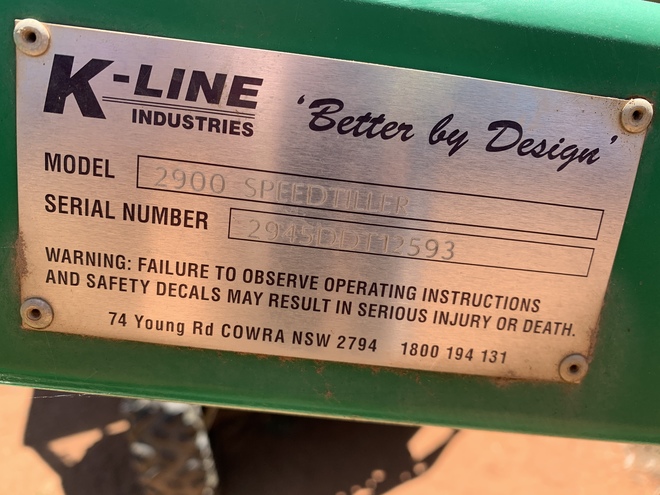 K-LINE
INDUSTRIES
'Better by Design'
MODEL 2900 SPEEDTILLER
SERIAL NUMBER 2945DDT12593
WARNING: FAILURE TO OBSERVE OPERATING INSTRUCTIONS
AND SAFETY DECALS MAY RESULT IN SERIOUS INJURY OR DEATH.
74 Young Rd COWRA NSW 2794 1800 194 131